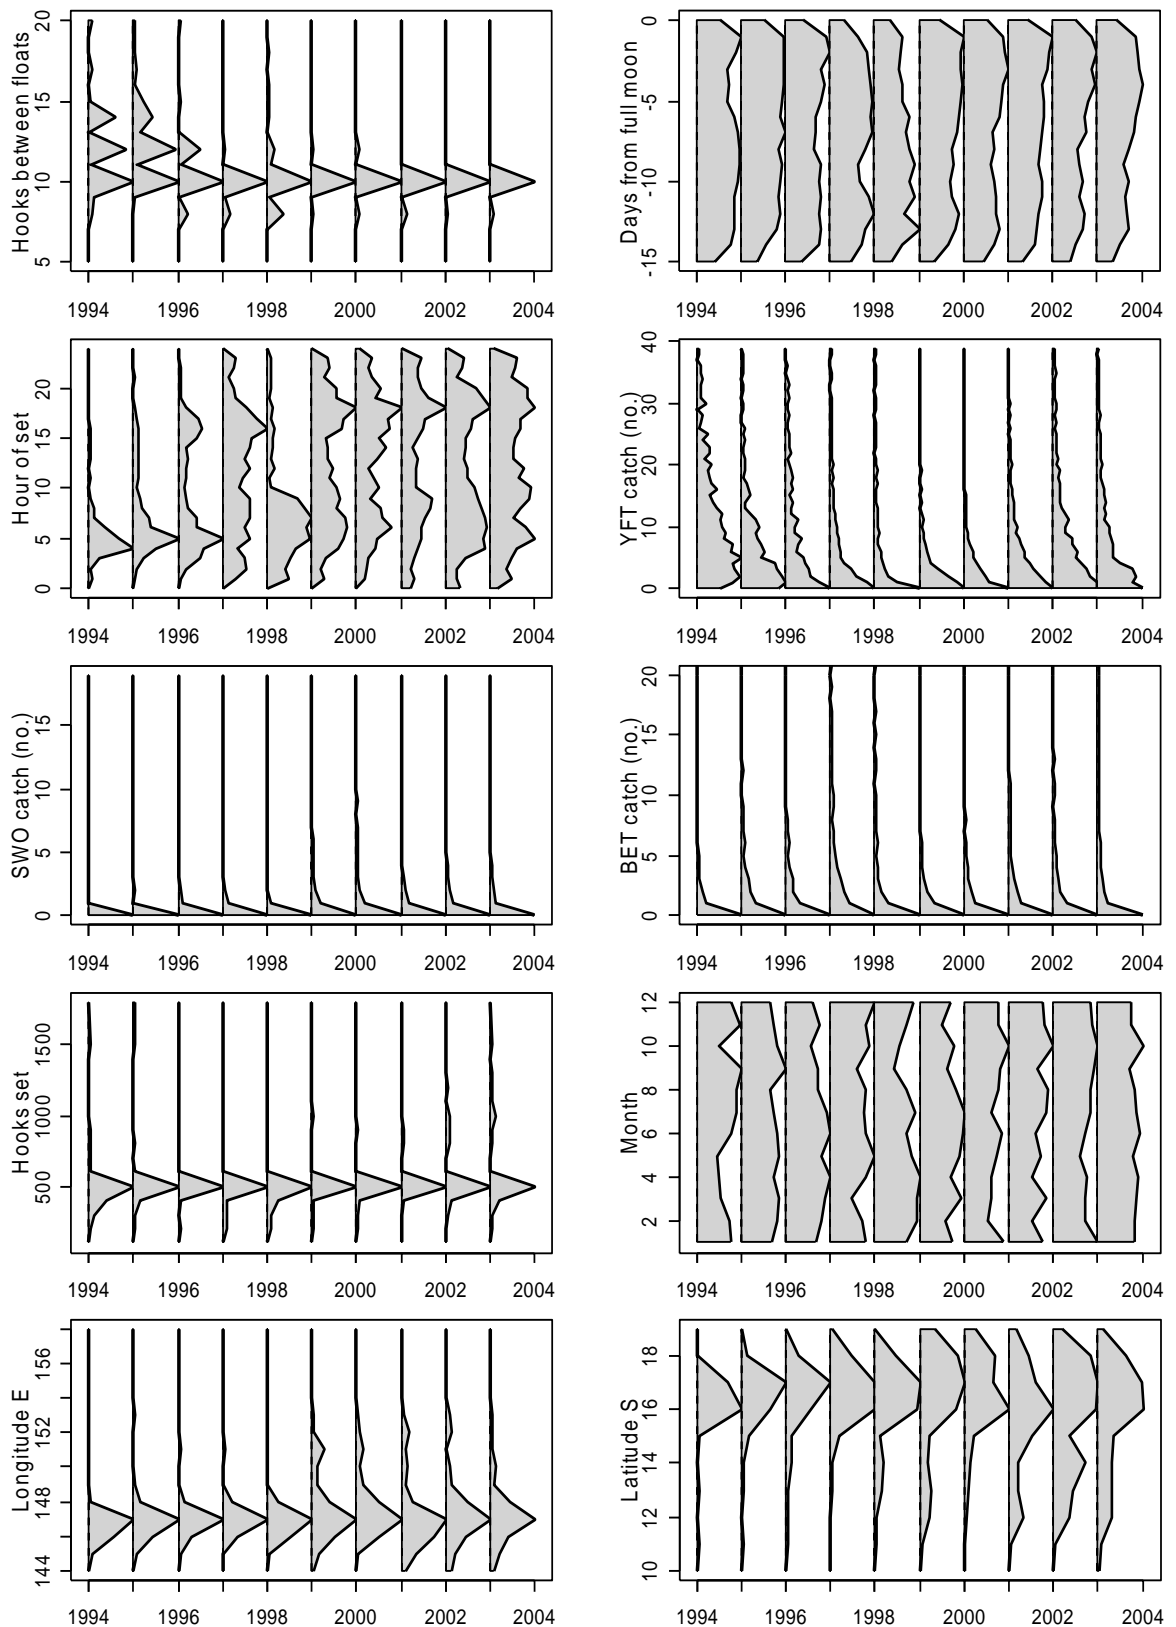 Hooks between floats
20
15
10
5
1994 1996 1998 2000 2002 2004
Days from full moon
0
-5
-10
-15
1994 1996 1998 2000 2002 2004
Hour of set
20
15
10
5
0
1994 1996 1998 2000 2002 2004
YFT catch (no.)
40
30
20
10
0
1994 1996 1998 2000 2002 2004
SWO catch (no.)
15
10
5
0
1994 1996 1998 2000 2002 2004
BET catch (no.)
20
15
10
5
0
1994 1996 1998 2000 2002 2004
Hooks set
1500
1000
500
1994 1996 1998 2000 2002 2004
Month
12
10
8
6
4
2
1994 1996 1998 2000 2002 2004
Longitude E
156
152
148
144
1994 1996 1998 2000 2002 2004
Latitude S
18
16
14
12
10
1994 1996 1998 2000 2002 2004